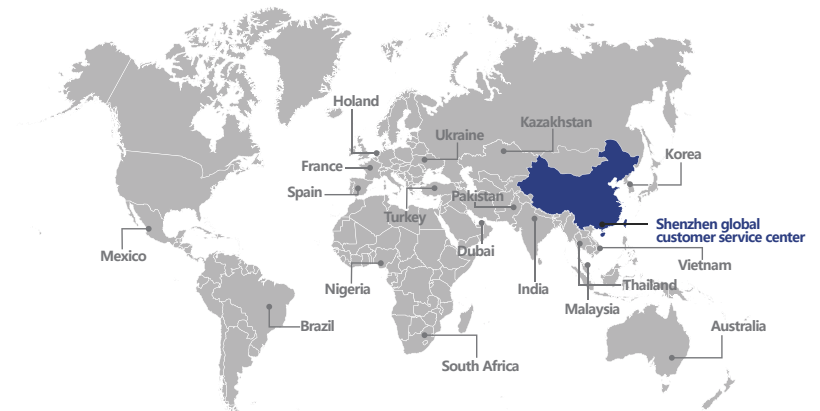 Holand
Kazakhstan
Ukraine
Korea
France
Spain
Pakistan
Turkey
Shenzhen global
customer service center
Dubai
Mexico
Vietnam
Nigeria
India
Thailand
Malaysia
Brazil
Australia
South Africa